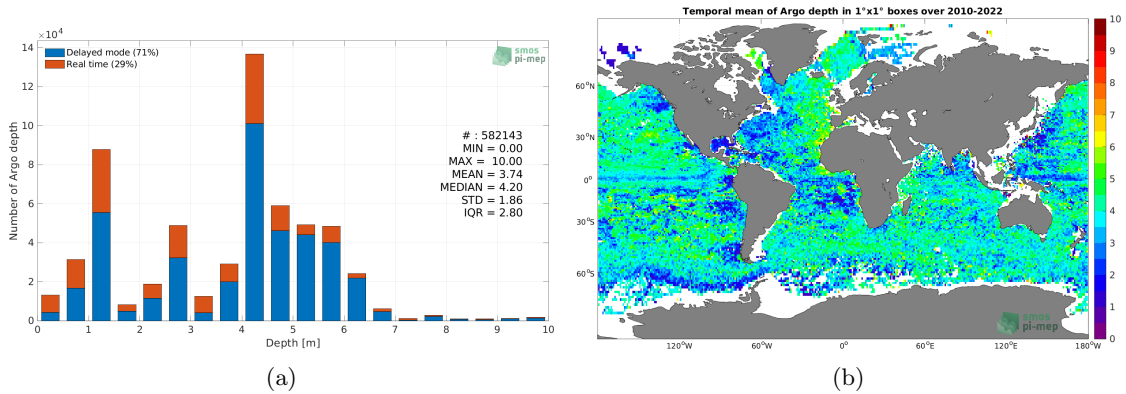 ×10⁴
Delayed mode (71%)
Real time (29%)
smos
pi-mep
# : 582143
MIN = 0.00
MAX = 10.00
MEAN = 3.74
MEDIAN = 4.20
STD = 1.86
IQR = 2.80
Number of Argo depth
14
12
10
8
6
4
2
0
0 1 2 3 4 5 6 7 8 9 10
Depth [m]
(a)
Temporal mean of Argo depth in 1°x1° boxes over 2010-2022
60°N
30°N
0°
30°S
60°S
120°W 60°W 0° 60°E 120°E 180°W
smos
pi-mep
10
9
8
7
6
5
4
3
2
1
0
(b)